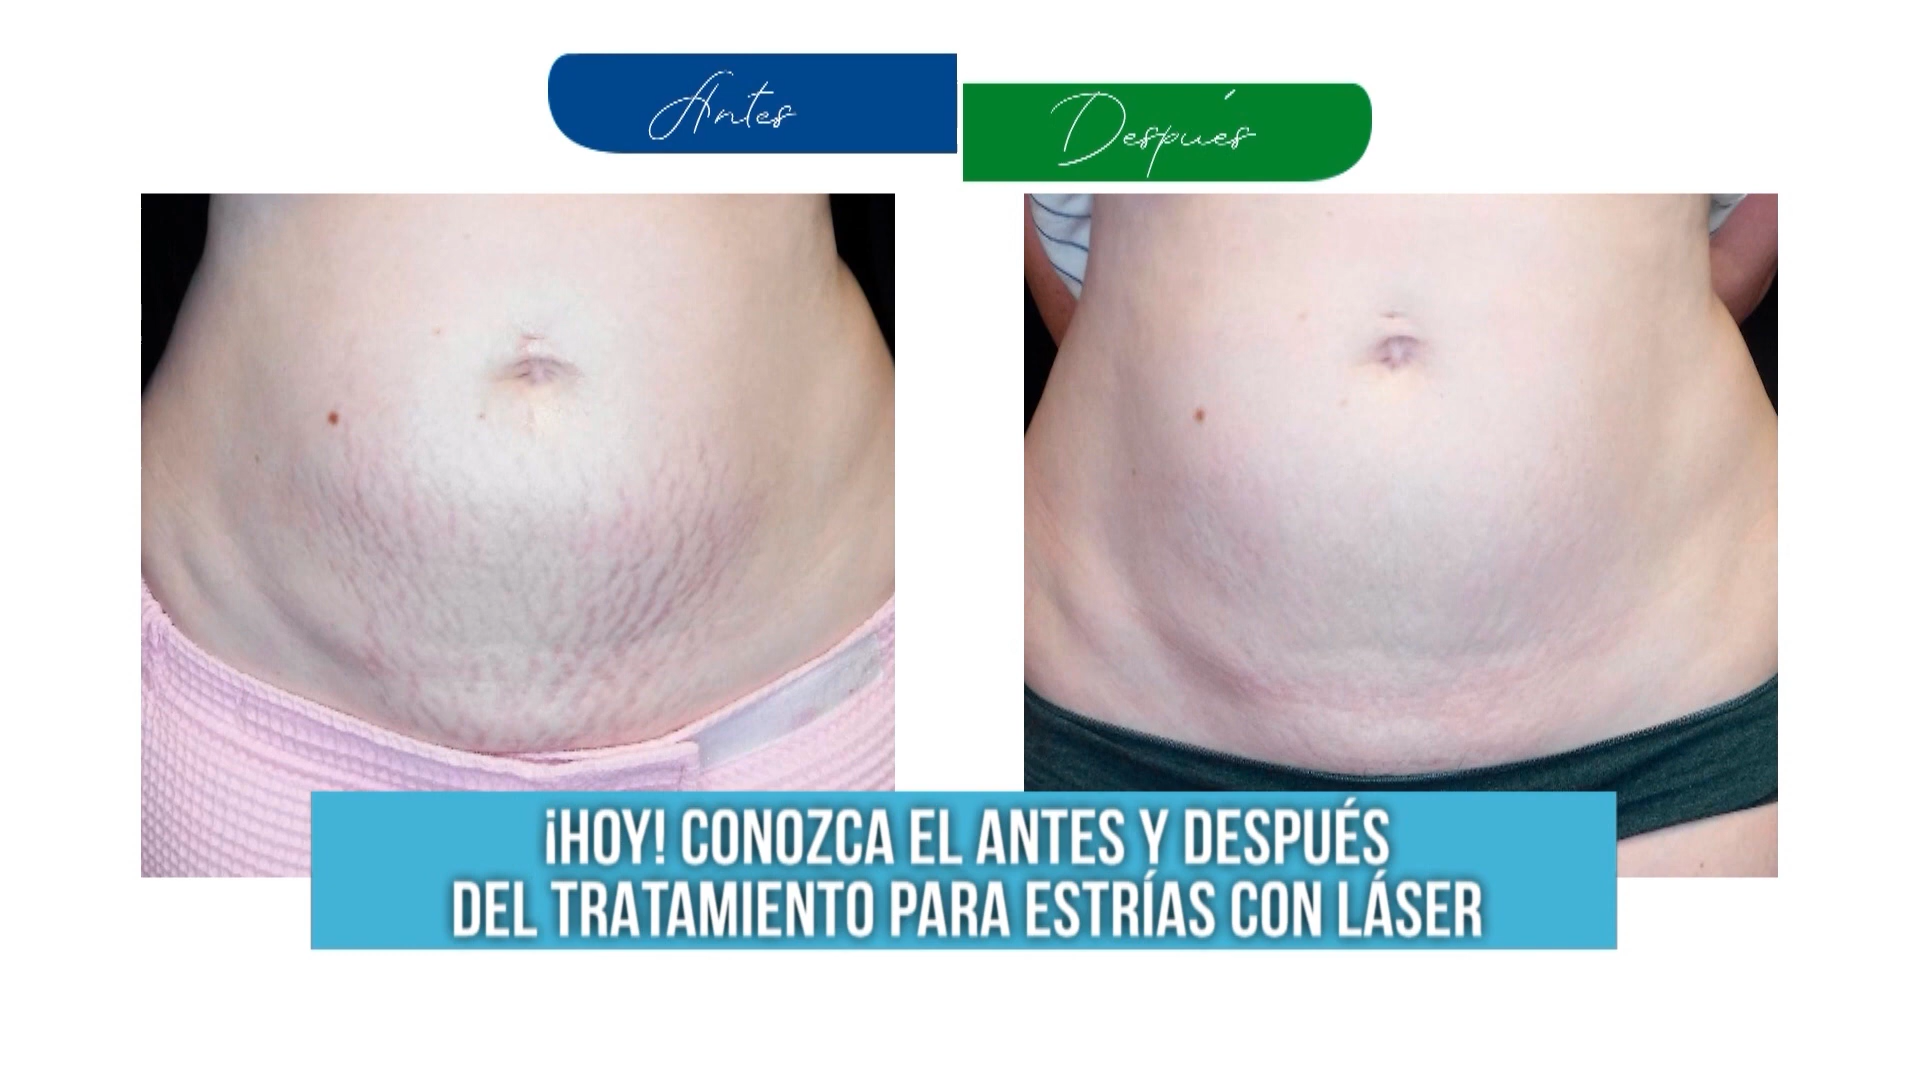 Antes
Después
¡HOY! CONOZCA EL ANTES Y DESPUÉS
DEL TRATAMIENTO PARA ESTRÍAS CON LÁSER